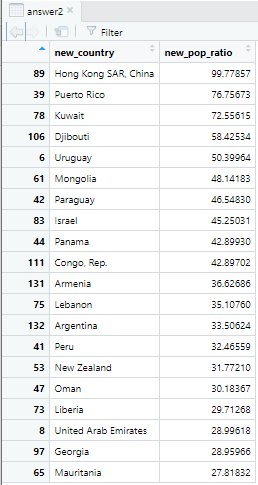 answer2
Filter
new_country new_pop_ratio
89 Hong Kong SAR, China 99.77857
39 Puerto Rico 76.75673
78 Kuwait 72.55615
106 Djibouti 58.42534
6 Uruguay 50.39964
61 Mongolia 48.14183
42 Paraguay 46.54830
83 Israel 45.25031
44 Panama 42.89930
111 Congo, Rep. 42.89702
131 Armenia 36.62686
75 Lebanon 35.10760
132 Argentina 33.50624
41 Peru 32.46559
53 New Zealand 31.77210
47 Oman 30.18367
73 Liberia 29.71268
8 United Arab Emirates 28.99618
97 Georgia 28.95966
65 Mauritania 27.81832